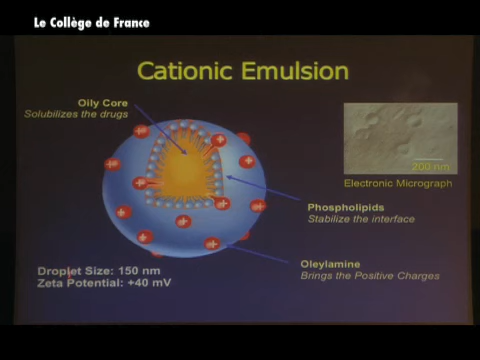 Le Collège de France
Cationic Emulsion
Oily Core
Solubilizes the drugs
200 nm
Electronic Micrograph
Phospholipids
Stabilize the interface
Oleylamine
Brings the Positive Charges
Droplet Size: 150 nm
Zeta Potential: +40 mV